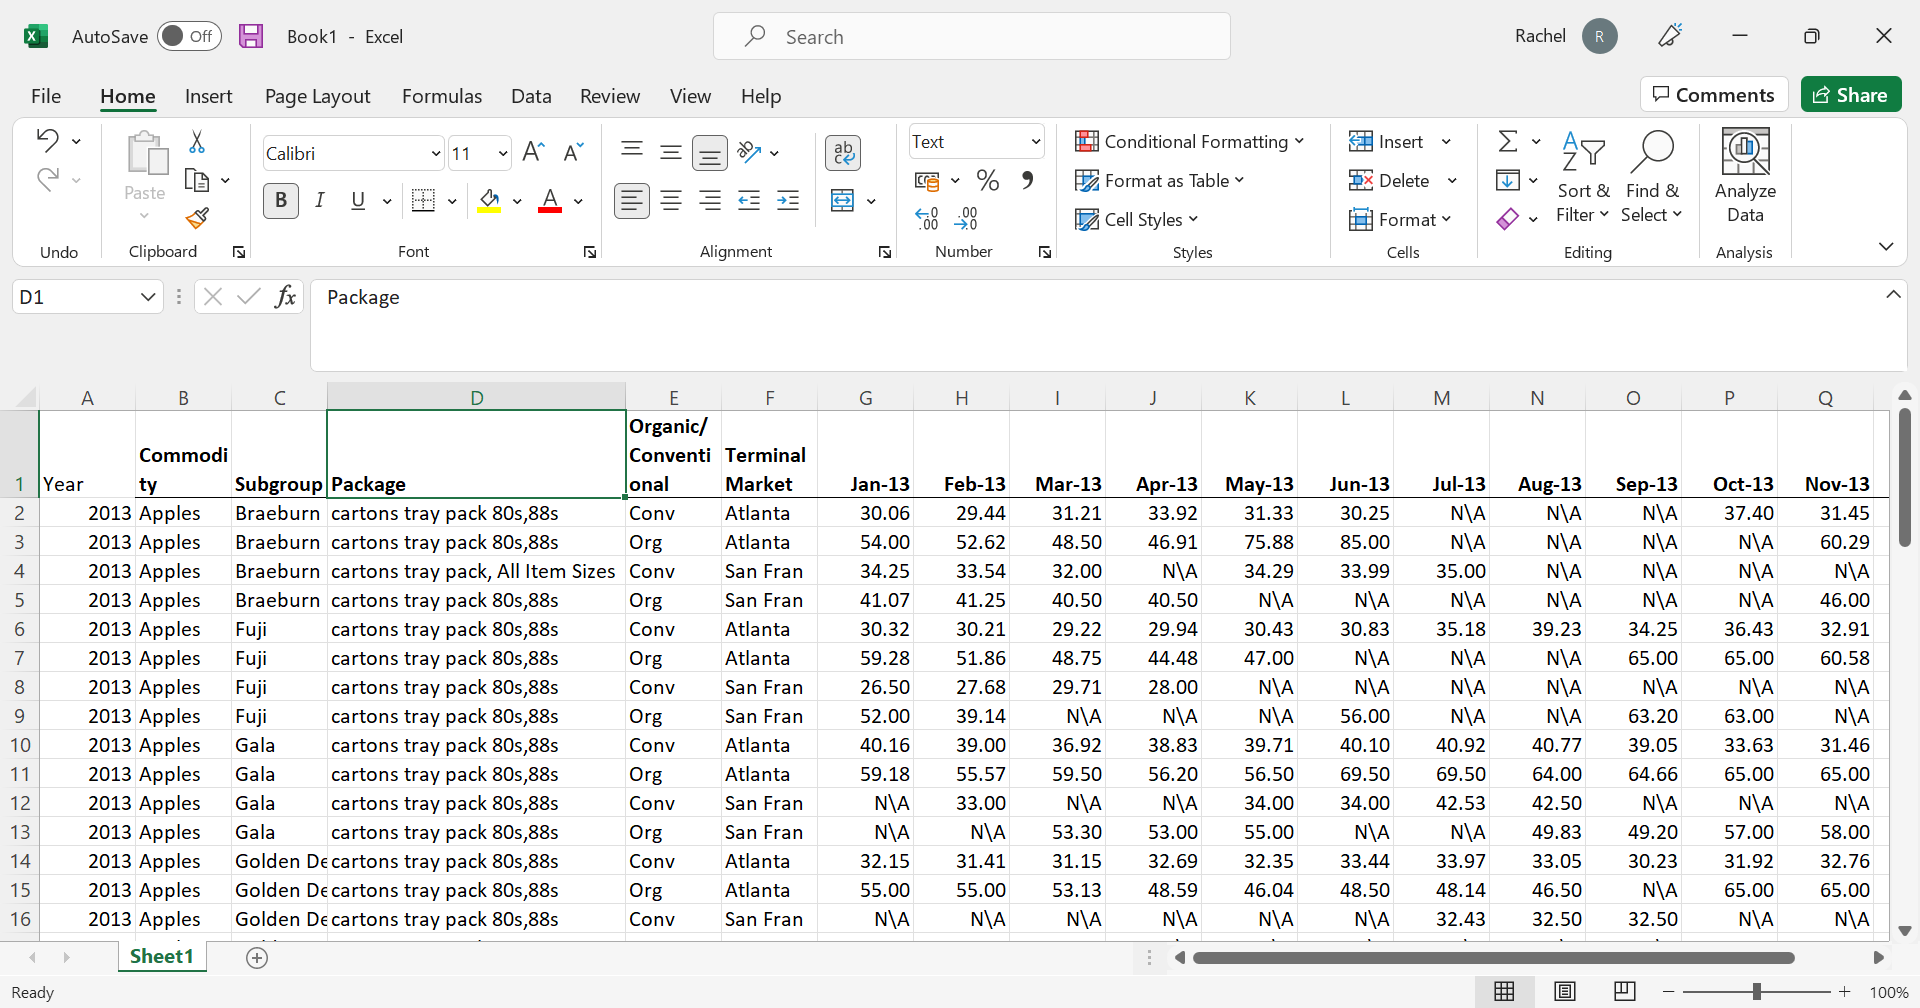 AutoSave Off Book1 - Excel Search Rachel R
File Home Insert Page Layout Formulas Data Review View Help Comments Share
Paste Calibri 11 Text Conditional Formatting Insert
Format as Table Delete Sort & Find & Analyze
Cell Styles Format Filter Select Data
Undo Clipboard Font Alignment Number Styles Cells Editing Analysis
D1 Package
A B C D E F G H I J K L M N O P Q
1 Year Commodi ty Subgroup Package Organic/ Conventi onal Terminal Market Jan-13 Feb-13 Mar-13 Apr-13 May-13 Jun-13 Jul-13 Aug-13 Sep-13 Oct-13 Nov-13
2 2013 Apples Braeburn cartons tray pack 80s,88s Conv Atlanta 30.06 29.44 31.21 33.92 31.33 30.25 N\A N\A N\A 37.40 31.45
3 2013 Apples Braeburn cartons tray pack 80s,88s Org Atlanta 54.00 52.62 48.50 46.91 75.88 85.00 N\A N\A N\A N\A 60.29
4 2013 Apples Braeburn cartons tray pack, All Item Sizes Conv San Fran 34.25 33.54 32.00 N\A 34.29 33.99 35.00 N\A N\A N\A N\A
5 2013 Apples Braeburn cartons tray pack 80s,88s Org San Fran 41.07 41.25 40.50 40.50 N\A N\A N\A N\A N\A N\A 46.00
6 2013 Apples Fuji cartons tray pack 80s,88s Conv Atlanta 30.32 30.21 29.22 29.94 30.43 30.83 35.18 39.23 34.25 36.43 32.91
7 2013 Apples Fuji cartons tray pack 80s,88s Org Atlanta 59.28 51.86 48.75 44.48 47.00 N\A N\A N\A 65.00 65.00 60.58
8 2013 Apples Fuji cartons tray pack 80s,88s Conv San Fran 26.50 27.68 29.71 28.00 N\A N\A N\A N\A N\A N\A N\A
9 2013 Apples Fuji cartons tray pack 80s,88s Org San Fran 52.00 39.14 N\A N\A N\A 56.00 N\A N\A 63.20 63.00 N\A
10 2013 Apples Gala cartons tray pack 80s,88s Conv Atlanta 40.16 39.00 36.92 38.83 39.71 40.10 40.92 40.77 39.05 33.63 31.46
11 2013 Apples Gala cartons tray pack 80s,88s Org Atlanta 59.18 55.57 59.50 56.20 56.50 69.50 69.50 64.00 64.66 65.00 65.00
12 2013 Apples Gala cartons tray pack 80s,88s Conv San Fran N\A 33.00 N\A N\A 34.00 34.00 42.53 42.50 N\A N\A N\A
13 2013 Apples Gala cartons tray pack 80s,88s Org San Fran N\A N\A 53.30 53.00 55.00 N\A N\A 49.83 49.20 57.00 58.00
14 2013 Apples Golden De cartons tray pack 80s,88s Conv Atlanta 32.15 31.41 31.15 32.69 32.35 33.44 33.97 33.05 30.23 31.92 32.76
15 2013 Apples Golden De cartons tray pack 80s,88s Org Atlanta 55.00 55.00 53.13 48.59 46.04 48.50 48.14 46.50 N\A 65.00 65.00
16 2013 Apples Golden De cartons tray pack 80s,88s Conv San Fran N\A N\A N\A N\A N\A N\A 32.43 32.50 32.50 N\A N\A
Sheet1
Ready 100%